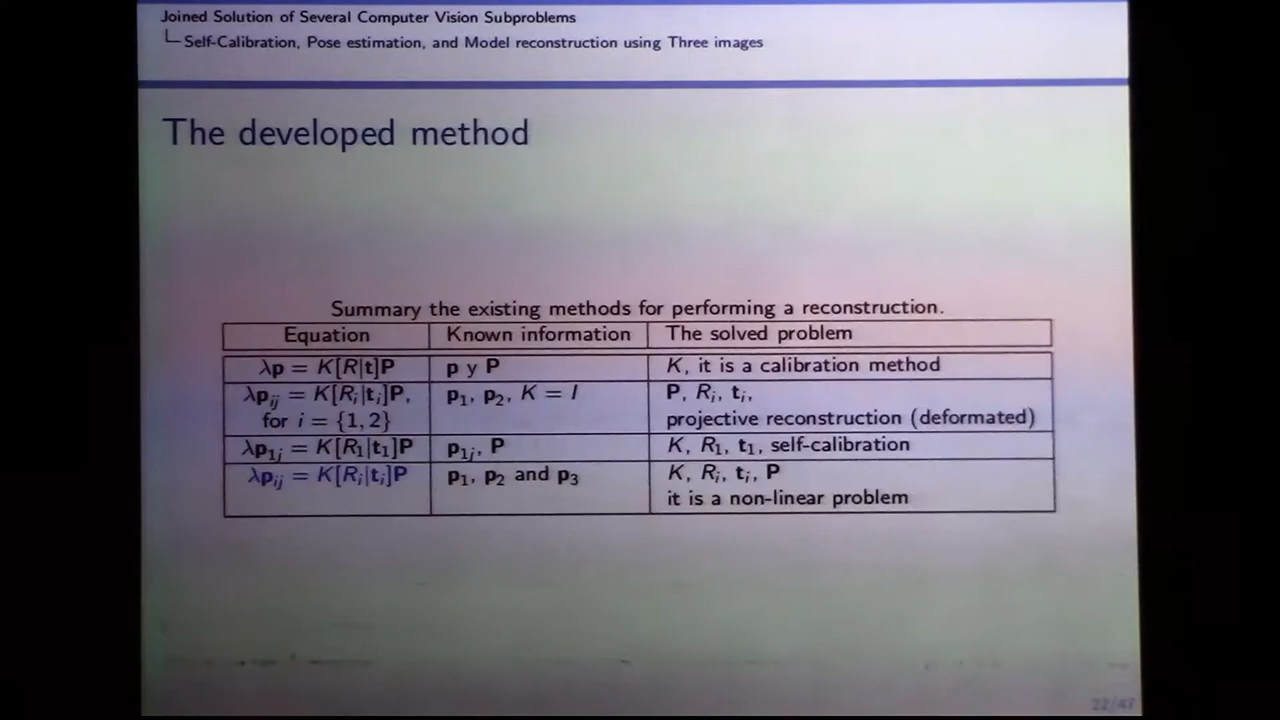 Joined Solution of Several Computer Vision Subproblems
Self-Calibration, Pose estimation, and Model reconstruction using Three images
The developed method
Summary the existing methods for performing a reconstruction.
Equation Known information The solved problem
λp = K[R|t]P p y P K, it is a calibration method
λp_ij = K[R_i|t_i]P, p_1, p_2, K = I P, R_i, t_i,
for i = {1, 2} projective reconstruction (deformated)
λp_1j = K[R_1|t_1]P p_1j, P K, R_1, t_1, self-calibration
λp_ij = K[R_i|t_i]P p_1, p_2 and p_3 K, R_i, t_i, P
it is a non-linear problem
22/47